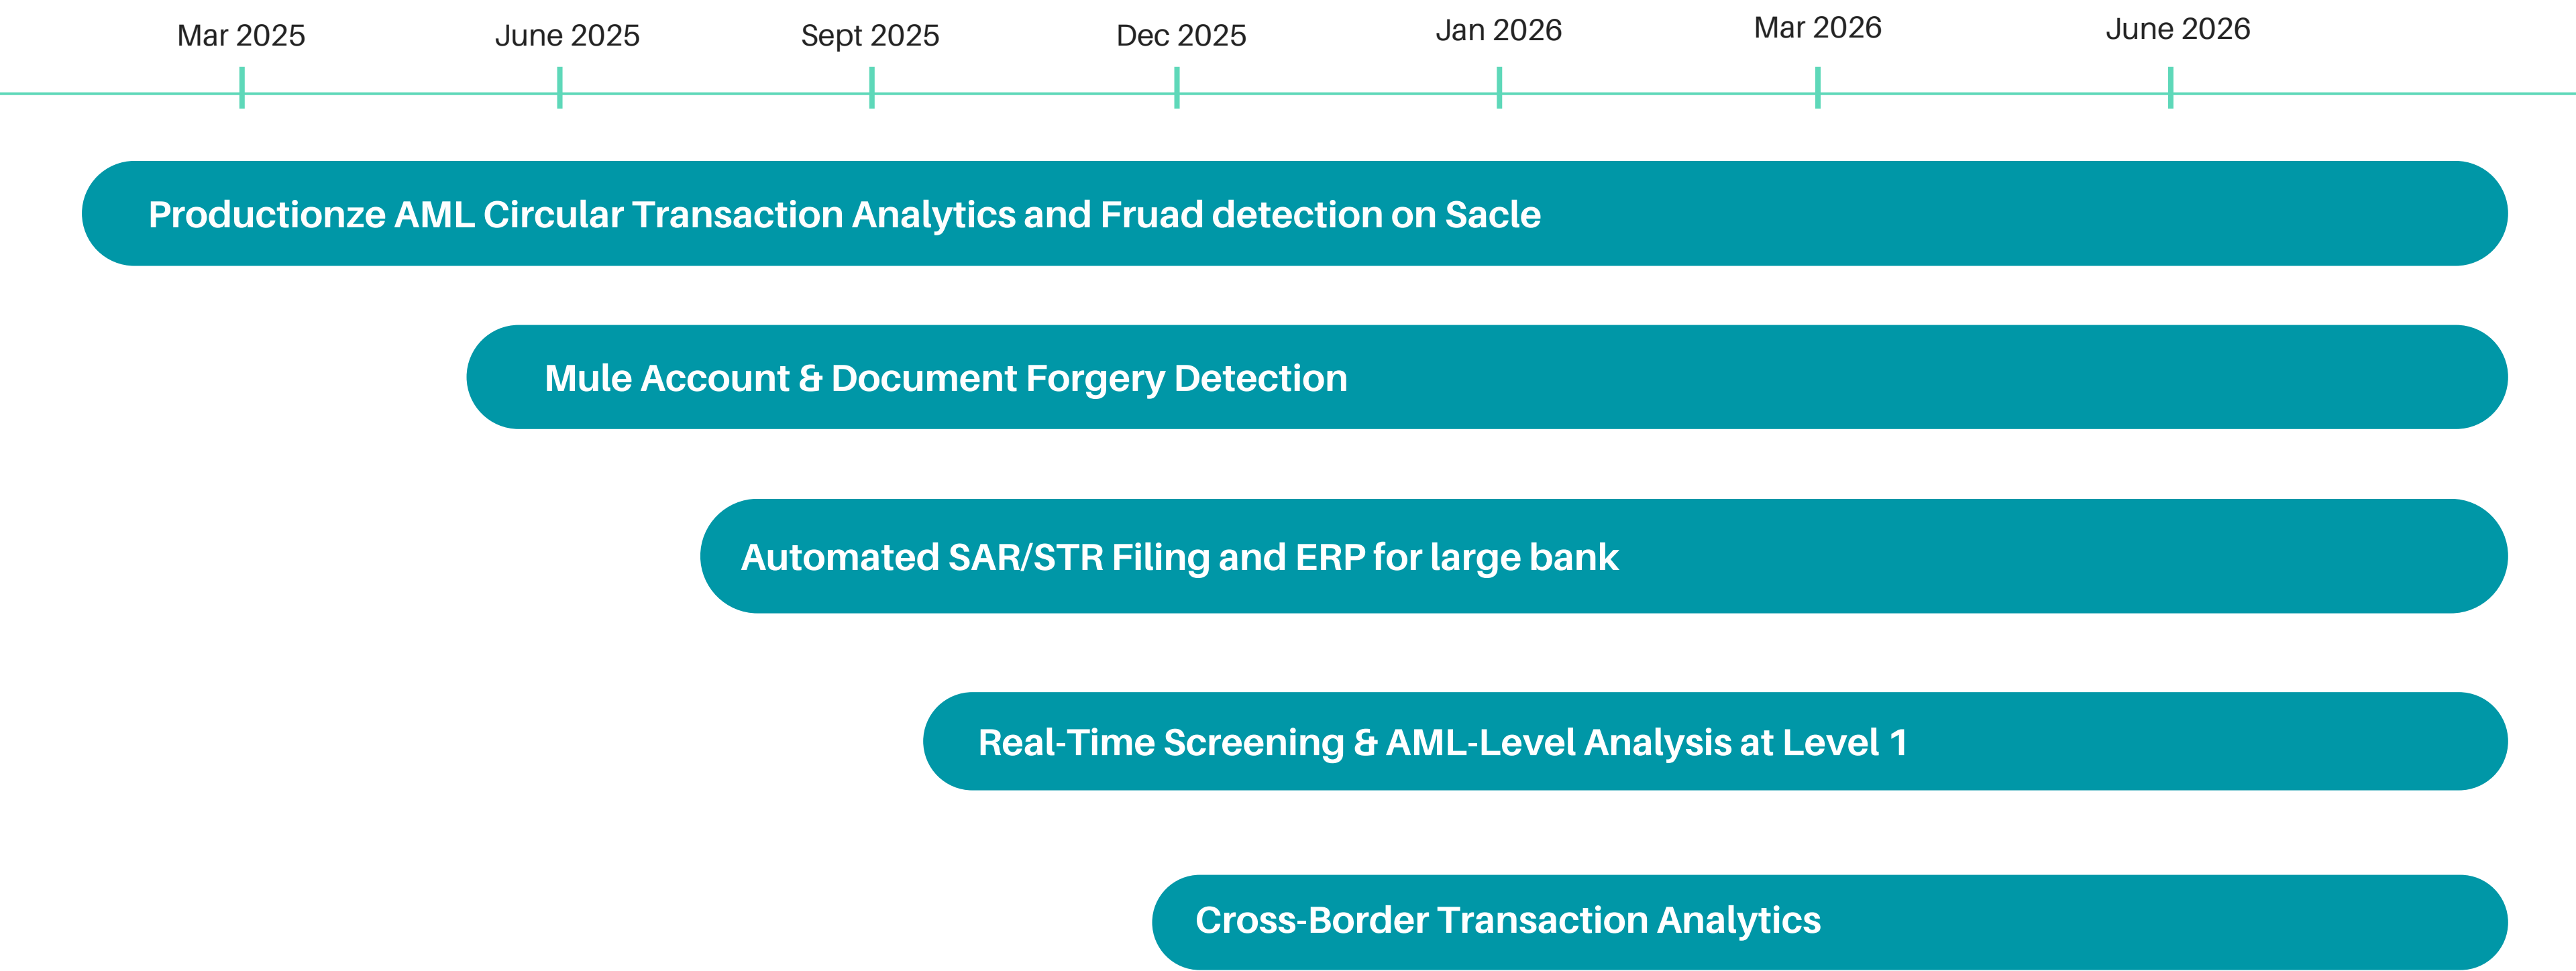 Mar 2025 June 2025 Sept 2025 Dec 2025 Jan 2026 Mar 2026 June 2026
Productionze AML Circular Transaction Analytics and Fruad detection on Sacle
Mule Account & Document Forgery Detection
Automated SAR/STR Filing and ERP for large bank
Real-Time Screening & AML-Level Analysis at Level 1
Cross-Border Transaction Analytics